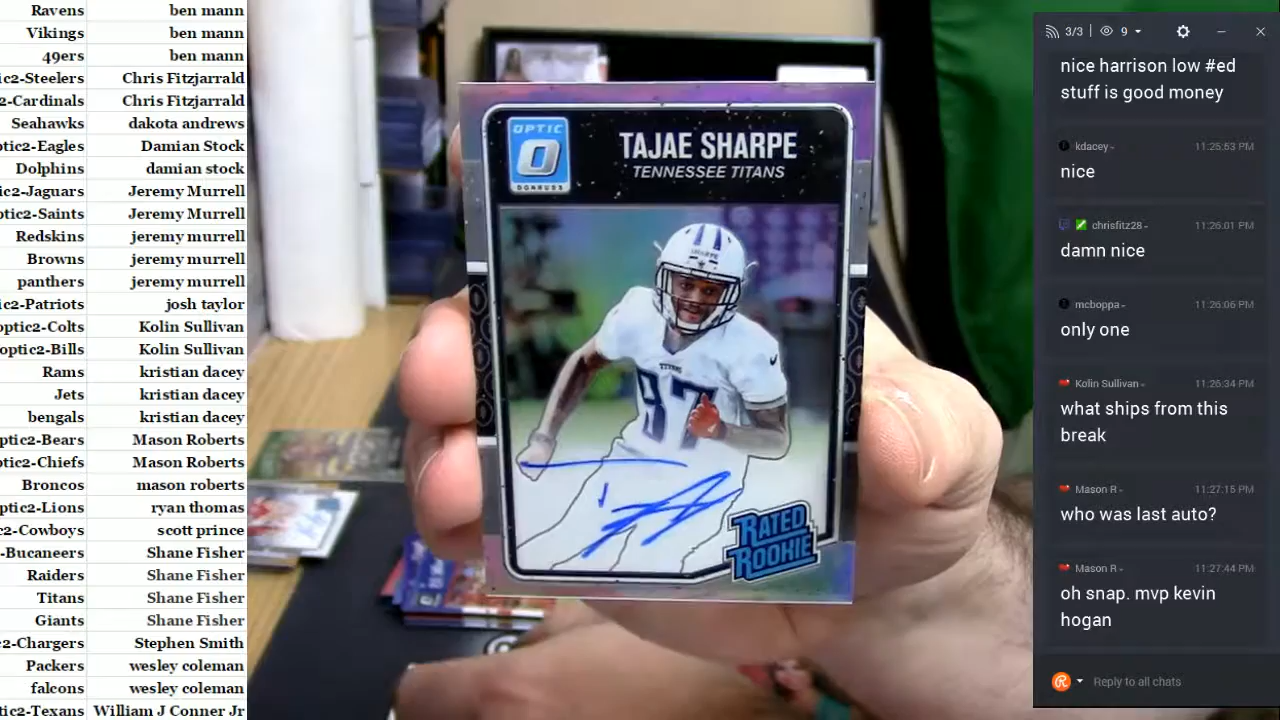 Ravens ben mann
Vikings ben mann
49ers ben mann
tic2-Steelers Chris Fitzjarrald
2-Cardinals Chris Fitzjarrald
Seahawks dakota andrews
ptic2-Eagles Damian Stock
Dolphins damian stock
tic2-Jaguars Jeremy Murrell
ptic2-Saints Jeremy Murrell
Redskins jeremy murrell
Browns jeremy murrell
panthers jeremy murrell
ic2-Patriots josh taylor
optic2-Colts Kolin Sullivan
optic2-Bills Kolin Sullivan
Rams kristian dacey
Jets kristian dacey
bengals kristian dacey
ptic2-Bears Mason Roberts
ptic2-Chiefs Mason Roberts
Broncos mason roberts
ptic2-Lions ryan thomas
c2-Cowboys scott prince
-Bucaneers Shane Fisher
Raiders Shane Fisher
Titans Shane Fisher
Giants Shane Fisher
c2-Chargers Stephen Smith
Packers wesley coleman
falcons wesley coleman
ptic2-Texans William J Conner Jr
OPTIC
O
DONRUSS
TAJAE SHARPE
TENNESSEE TITANS
TITANS
RATED
ROOKIE
3/3 9
nice harrison low #ed
stuff is good money
kdacey 11:25:53 PM
nice
chrisfitz28 11:26:01 PM
damn nice
mcboppa 11:26:06 PM
only one
Kolin Sullivan 11:26:34 PM
what ships from this
break
Mason R 11:27:15 PM
who was last auto?
Mason R 11:27:44 PM
oh snap. mvp kevin
hogan
Reply to all chats